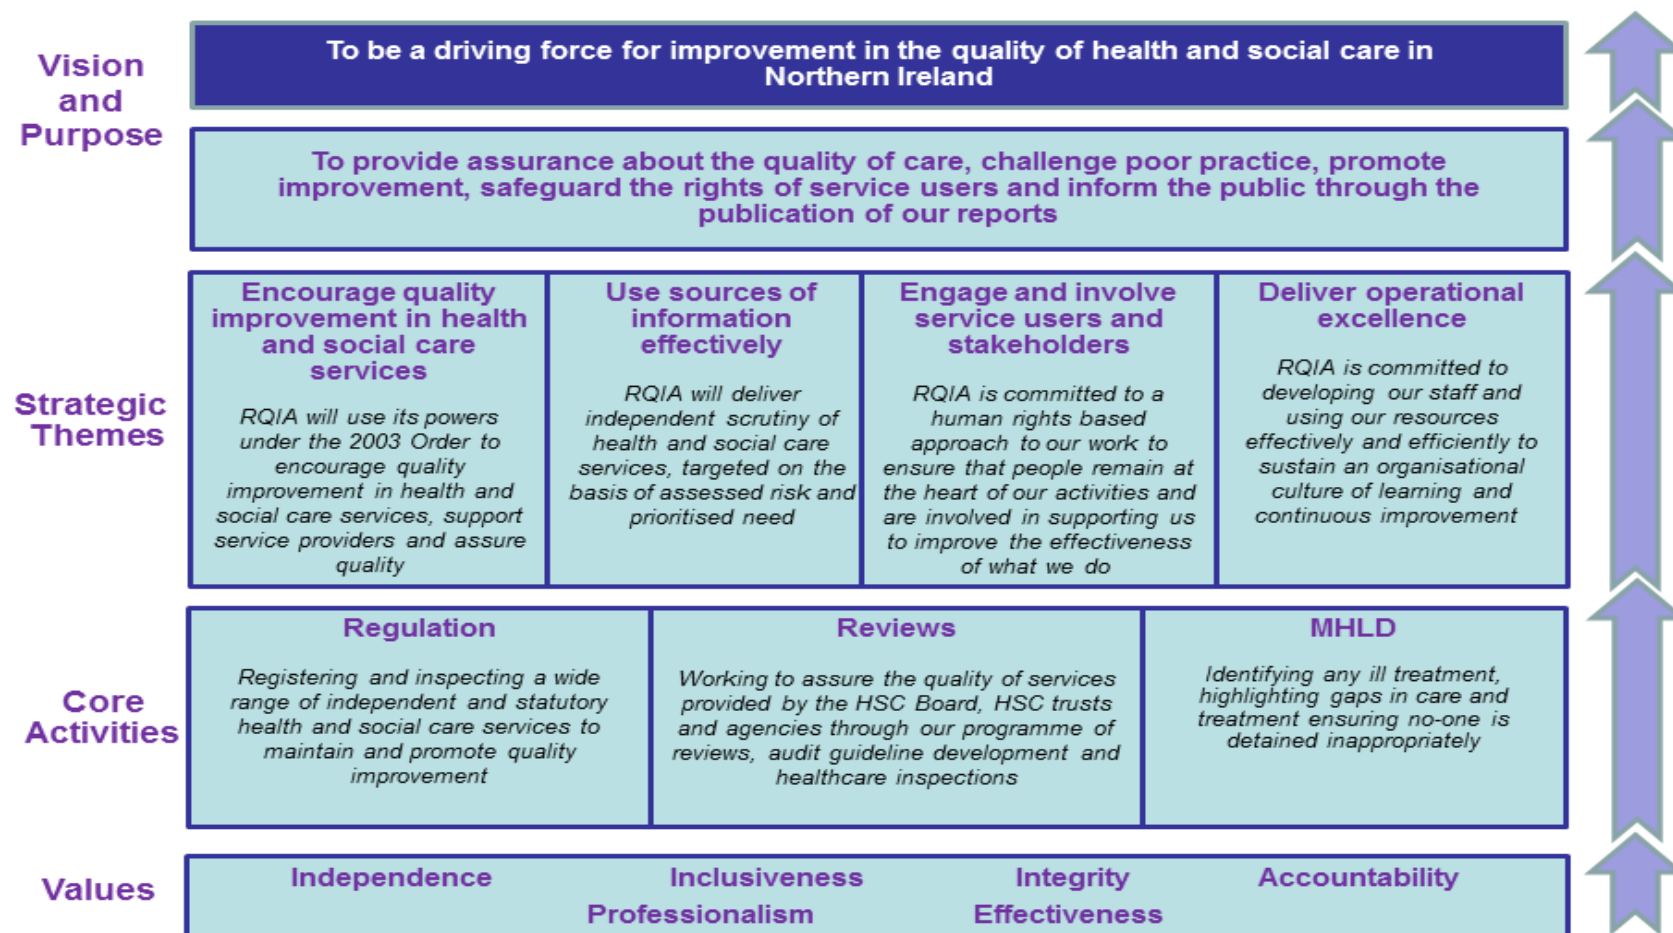 Vision
and
Purpose
To be a driving force for improvement in the quality of health and social care in
Northern Ireland
To provide assurance about the quality of care, challenge poor practice, promote
improvement, safeguard the rights of service users and inform the public through the
publication of our reports
Strategic
Themes
Encourage quality
improvement in health
and social care
services
RQIA will use its powers
under the 2003 Order to
encourage quality
improvement in health and
social care services, support
service providers and assure
quality
Use sources of
information
effectively
RQIA will deliver
independent scrutiny of
health and social care
services, targeted on the
basis of assessed risk and
prioritised need
Engage and involve
service users and
stakeholders
RQIA is committed to a
human rights based
approach to our work to
ensure that people remain at
the heart of our activities and
are involved in supporting us
to improve the effectiveness
of what we do
Deliver operational
excellence
RQIA is committed to
developing our staff and
using our resources
effectively and efficiently to
sustain an organisational
culture of learning and
continuous improvement
Core
Activities
Regulation
Registering and inspecting a wide
range of independent and statutory
health and social care services to
maintain and promote quality
improvement
Reviews
Working to assure the quality of services
provided by the HSC Board, HSC trusts
and agencies through our programme of
reviews, audit guideline development and
healthcare inspections
MHLD
Identifying any ill treatment,
highlighting gaps in care and
treatment ensuring no-one is
detained inappropriately
Values
Independence Inclusiveness Integrity Accountability
Professionalism Effectiveness